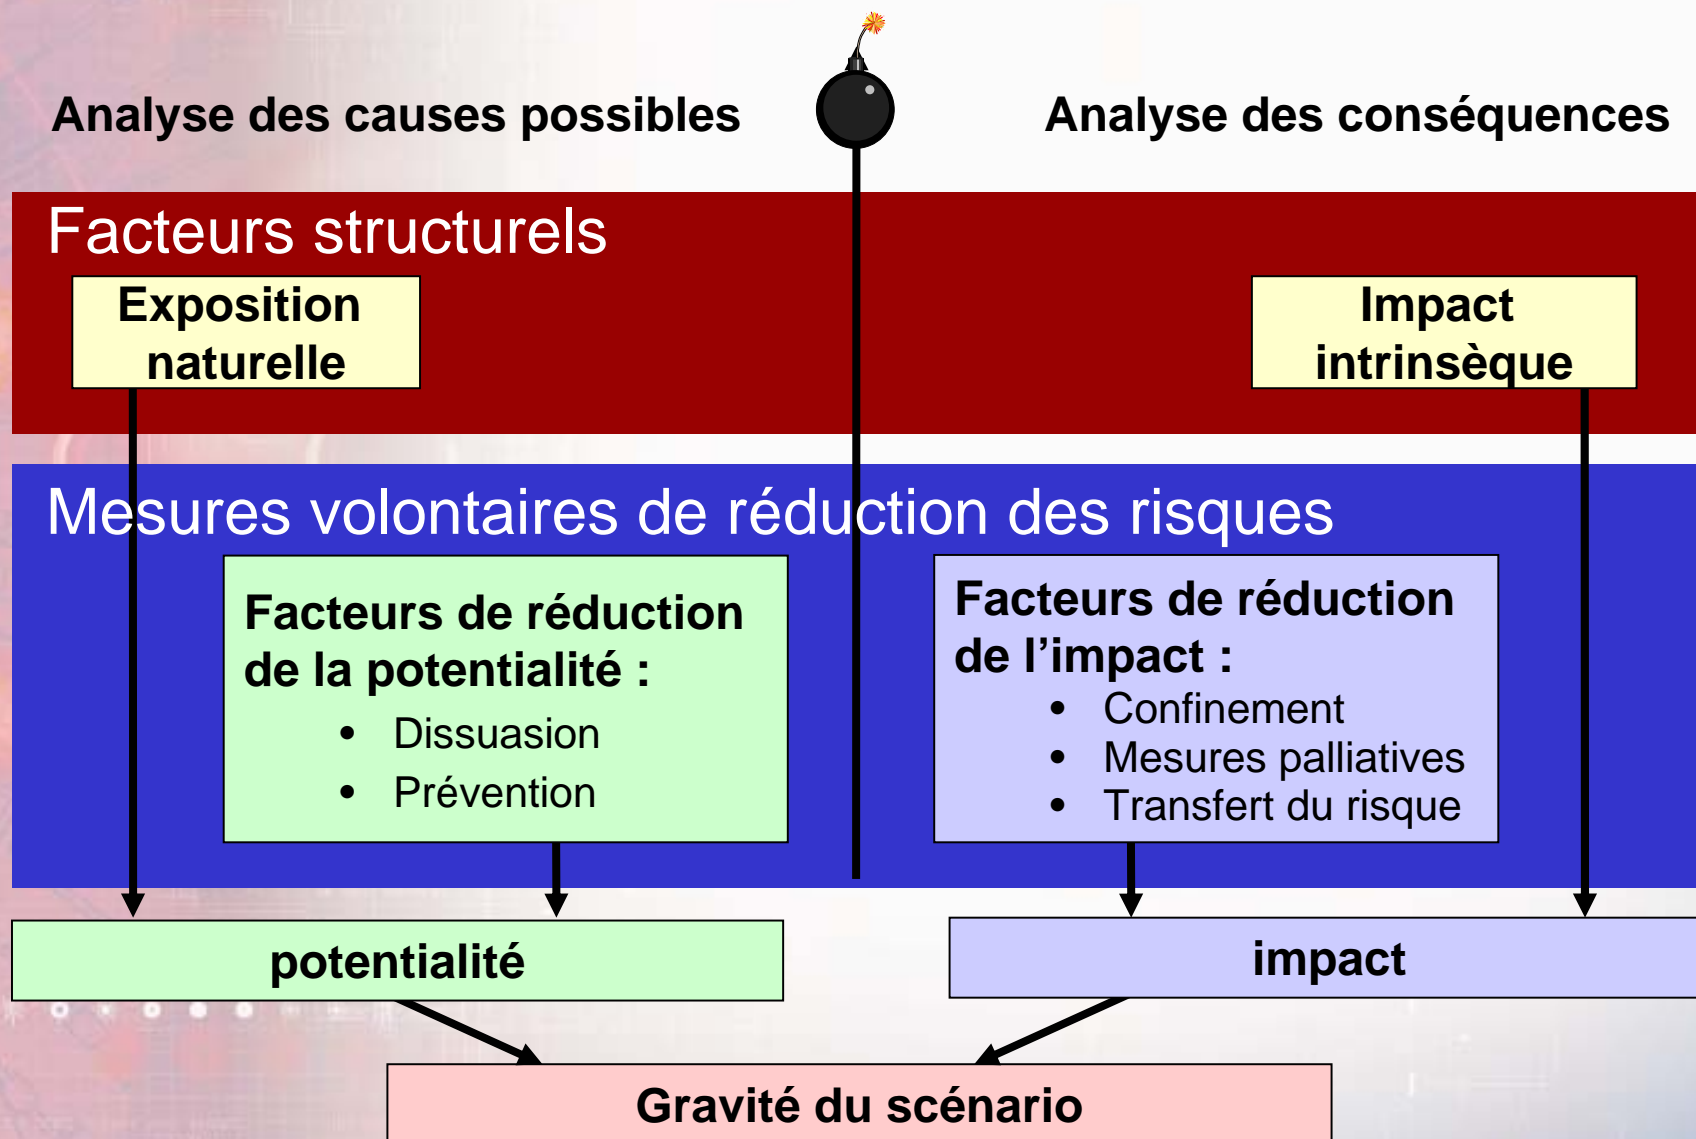 Analyse des causes possibles
Analyse des conséquences
Facteurs structurels
Exposition
naturelle
Impact
intrinsèque
Mesures volontaires de réduction des risques
Facteurs de réduction
de la potentialité :
• Dissuasion
• Prévention
Facteurs de réduction
de l’impact :
• Confinement
• Mesures palliatives
• Transfert du risque
potentialité
impact
Gravité du scénario